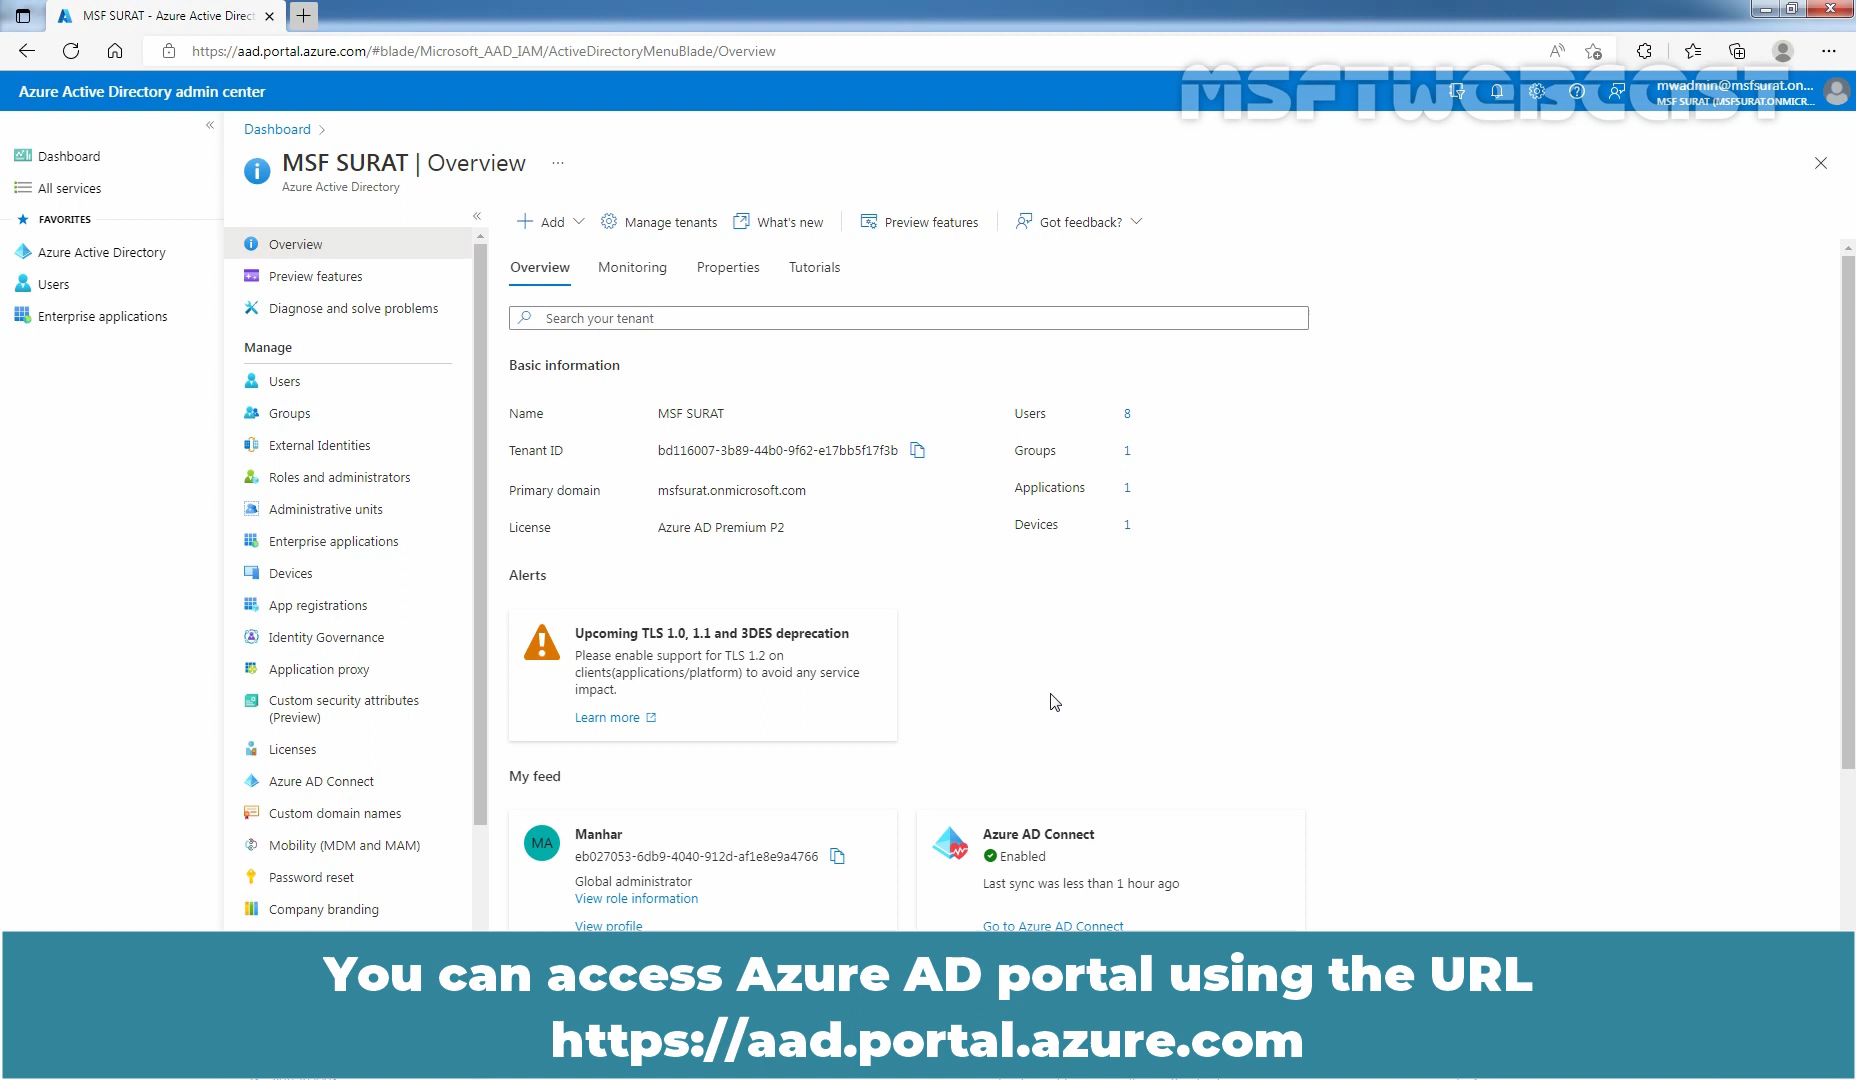 MSF SURAT - Azure Active Direct
https://aad.portal.azure.com/#blade/Microsoft_AAD_IAM/ActiveDirectoryMenuBlade/Overview
MSFTWEBCAST
Azure Active Directory admin center
mwadmin@msfsurat.on...
MSF SURAT (MSFSURAT.ONMICR...
Dashboard
All services
FAVORITES
Azure Active Directory
Users
Enterprise applications
Dashboard
MSF SURAT | Overview ...
Azure Active Directory
Overview
Preview features
Diagnose and solve problems
Manage
Users
Groups
External Identities
Roles and administrators
Administrative units
Enterprise applications
Devices
App registrations
Identity Governance
Application proxy
Custom security attributes
(Preview)
Licenses
Azure AD Connect
Custom domain names
Mobility (MDM and MAM)
Password reset
Company branding
Add Manage tenants What's new Preview features Got feedback?
Overview Monitoring Properties Tutorials
Search your tenant
Basic information
Name MSF SURAT Users 8
Tenant ID bd116007-3b89-44b0-9f62-e17bb5f17f3b Groups 1
Primary domain msfsurat.onmicrosoft.com Applications 1
License Azure AD Premium P2 Devices 1
Alerts
Upcoming TLS 1.0, 1.1 and 3DES deprecation
Please enable support for TLS 1.2 on
clients(applications/platform) to avoid any service
impact.
Learn more
My feed
MA
Manhar
eb027053-6db9-4040-912d-af1e8e9a4766
Global administrator
View role information
View profile
Azure AD Connect
Enabled
Last sync was less than 1 hour ago
Go to Azure AD Connect
You can access Azure AD portal using the URL
https://aad.portal.azure.com